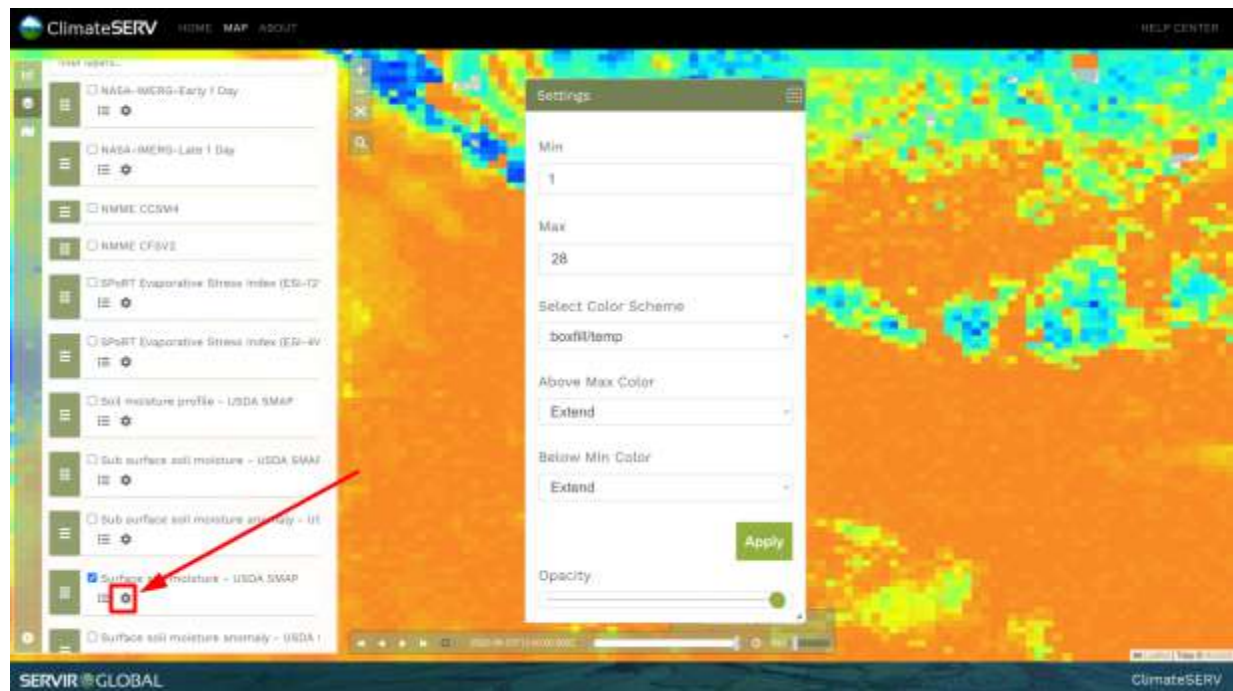 ClimateSERV HOME MAP ABOUT HELP CENTER
NASA-IMERG-Early 1 Day
NASA-IMERG-Late 1 Day
NMME CCSM4
NMME CFSV2
SPoRT Evaporative Stress Index (ESI-12
SPoRT Evaporative Stress Index (ESI-4W
Soil moisture profile - USDA SMAP
Sub surface soil moisture - USDA SMAP
Sub surface soil moisture anomaly - US
Surface soil moisture - USDA SMAP
Surface soil moisture anomaly - USDA
Settings
Min
1
Max
28
Select Color Scheme
boxfill/temp
Above Max Color
Extend
Below Min Color
Extend
Apply
Opacity
SERVIR GLOBAL
ClimateSERV